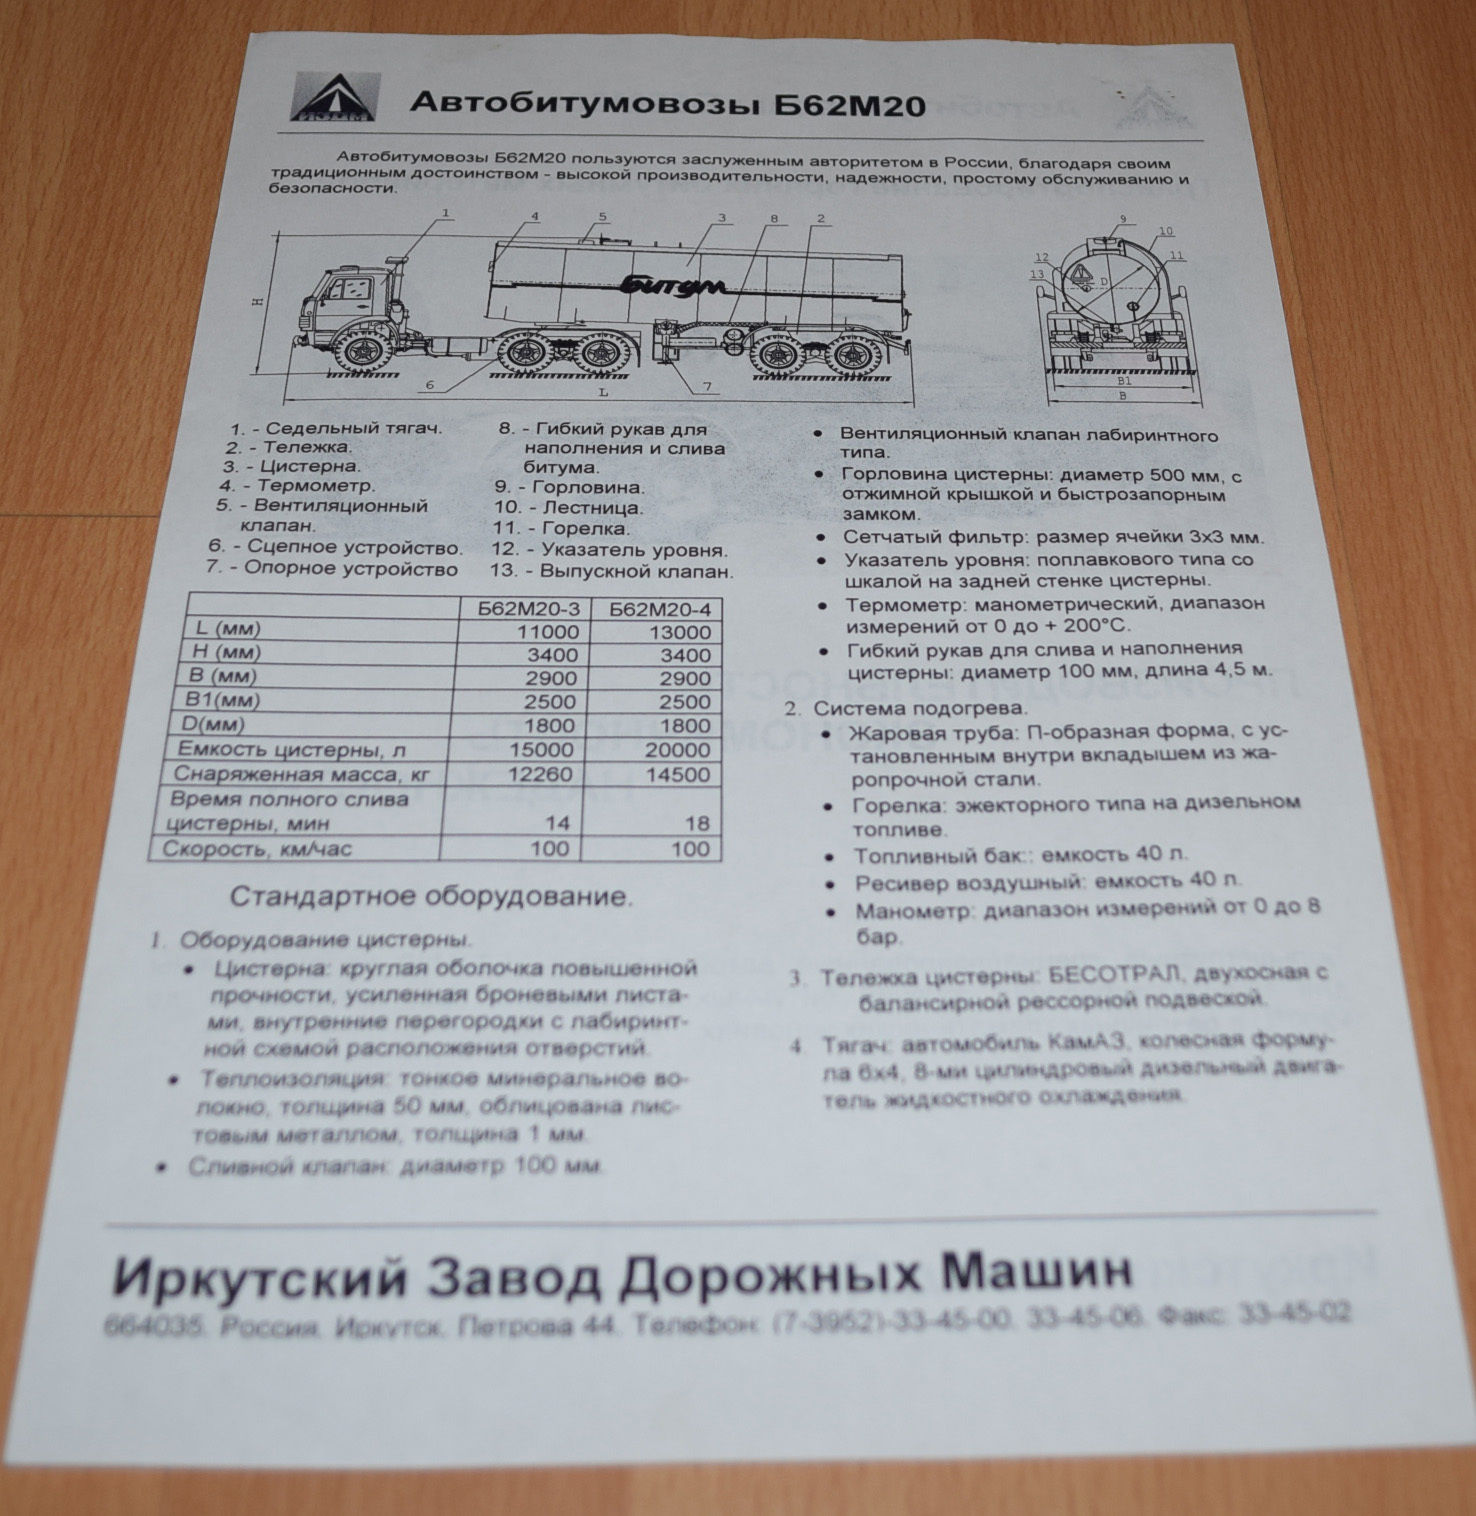 Автобитумовозы Б62М20
Автобитумовозы Б62М20 пользуются заслуженным авторитетом в России, благодаря своим
традиционным достоинством - высокой производительности, надежности, простому обслуживанию и
безопасности.
1
4
5
3
8
2
9
10
12
11
13
H
D
Битум
6
7
L
B1
B
1. - Седельный тягач.
2. - Тележка.
3. - Цистерна.
4. - Термометр.
5. - Вентиляционный
клапан.
6. - Сцепное устройство.
7. - Опорное устройство
8. - Гибкий рукав для
наполнения и слива
битума.
9. - Горловина.
10. - Лестница.
11. - Горелка.
12. - Указатель уровня.
13. - Выпускной клапан.
Б62М20-3 Б62М20-4
L (мм) 11000 13000
H (мм) 3400 3400
B (мм) 2900 2900
B1(мм) 2500 2500
D(мм) 1800 1800
Емкость цистерны, л 15000 20000
Снаряженная масса, кг 12260 14500
Время полного слива
цистерны, мин 14 18
Скорость, км/час 100 100
Стандартное оборудование.
1. Оборудование цистерны.
• Цистерна: круглая оболочка повышенной
прочности, усиленная броневыми листа-
ми, внутренние перегородки с лабиринт-
ной схемой расположения отверстий.
• Теплоизоляция: тонкое минеральное во-
локно, толщина 50 мм, облицована лис-
товым металлом, толщина 1 мм.
• Сливной клапан: диаметр 100 мм.
• Вентиляционный клапан лабиринтного
типа.
• Горловина цистерны: диаметр 500 мм, с
отжимной крышкой и быстрозапорным
замком.
• Сетчатый фильтр: размер ячейки 3х3 мм.
• Указатель уровня: поплавкового типа со
шкалой на задней стенке цистерны.
• Термометр: манометрический, диапазон
измерений от 0 до + 200°С.
• Гибкий рукав для слива и наполнения
цистерны: диаметр 100 мм, длина 4,5 м.
2. Система подогрева.
• Жаровая труба: П-образная форма, с ус-
тановленным внутри вкладышем из жа-
ропрочной стали.
• Горелка: эжекторного типа на дизельном
топливе.
• Топливный бак:: емкость 40 л.
• Ресивер воздушный: емкость 40 л.
• Манометр: диапазон измерений от 0 до 8
бар.
3. Тележка цистерны: БЕСОТРАЛ, двухосная с
балансирной рессорной подвеской.
4. Тягач: автомобиль КамАЗ, колесная форму-
ла 6х4, 8-ми цилиндровый дизельный двига-
тель жидкостного охлаждения.
Иркутский Завод Дорожных Машин
664035. Россия. Иркутск. Петрова 44. Телефон: (7-3952)-33-45-00. 33-45-06. Факс: 33-45-02